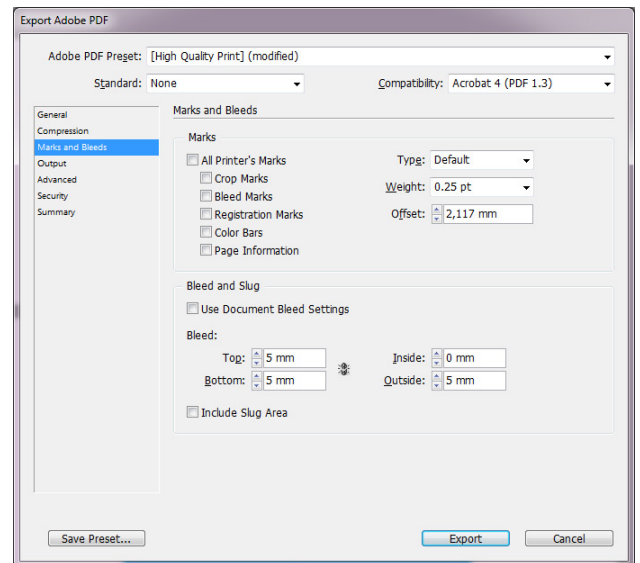 Export Adobe PDF
Adobe PDF Preset: [High Quality Print] (modified)
Standard: None Compatibility: Acrobat 4 (PDF 1.3)
General
Compression
Marks and Bleeds
Output
Advanced
Security
Summary
Marks and Bleeds
Marks
All Printer's Marks
Crop Marks
Bleed Marks
Registration Marks
Color Bars
Page Information
Type: Default
Weight: 0.25 pt
Offset: 2,117 mm
Bleed and Slug
Use Document Bleed Settings
Bleed:
Top: 5 mm Inside: 0 mm
Bottom: 5 mm Outside: 5 mm
Include Slug Area
Save Preset... Export Cancel